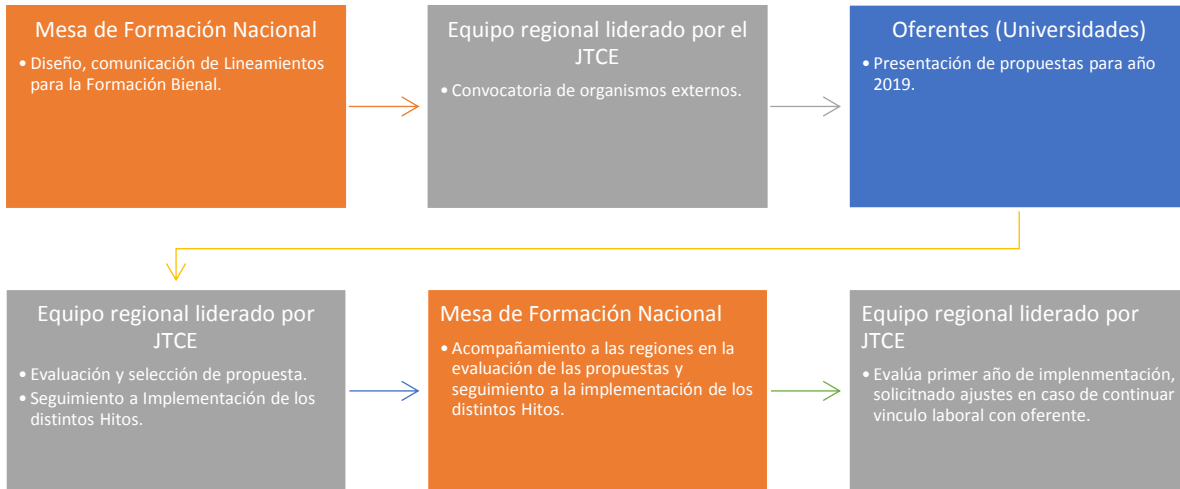 Mesa de Formación Nacional
• Diseño, comunicación de Lineamientos
para la Formación Bienal.
Equipo regional liderado por el
JTCE
• Convocatoria de organismos externos.
Oferentes (Universidades)
• Presentación de propuestas para año
2019.
Equipo regional liderado por
JTCE
• Evaluación y selección de propuesta.
• Seguimiento a Implementación de los
distintos Hitos.
Mesa de Formación Nacional
• Acompañamiento a las regiones en la
evaluación de las propuestas y
seguimiento a la implementación de los
distintos Hitos.
Equipo regional liderado por
JTCE
• Evalúa primer año de implenmentación,
solicitnado ajustes en caso de continuar
vinculo laboral con oferente.